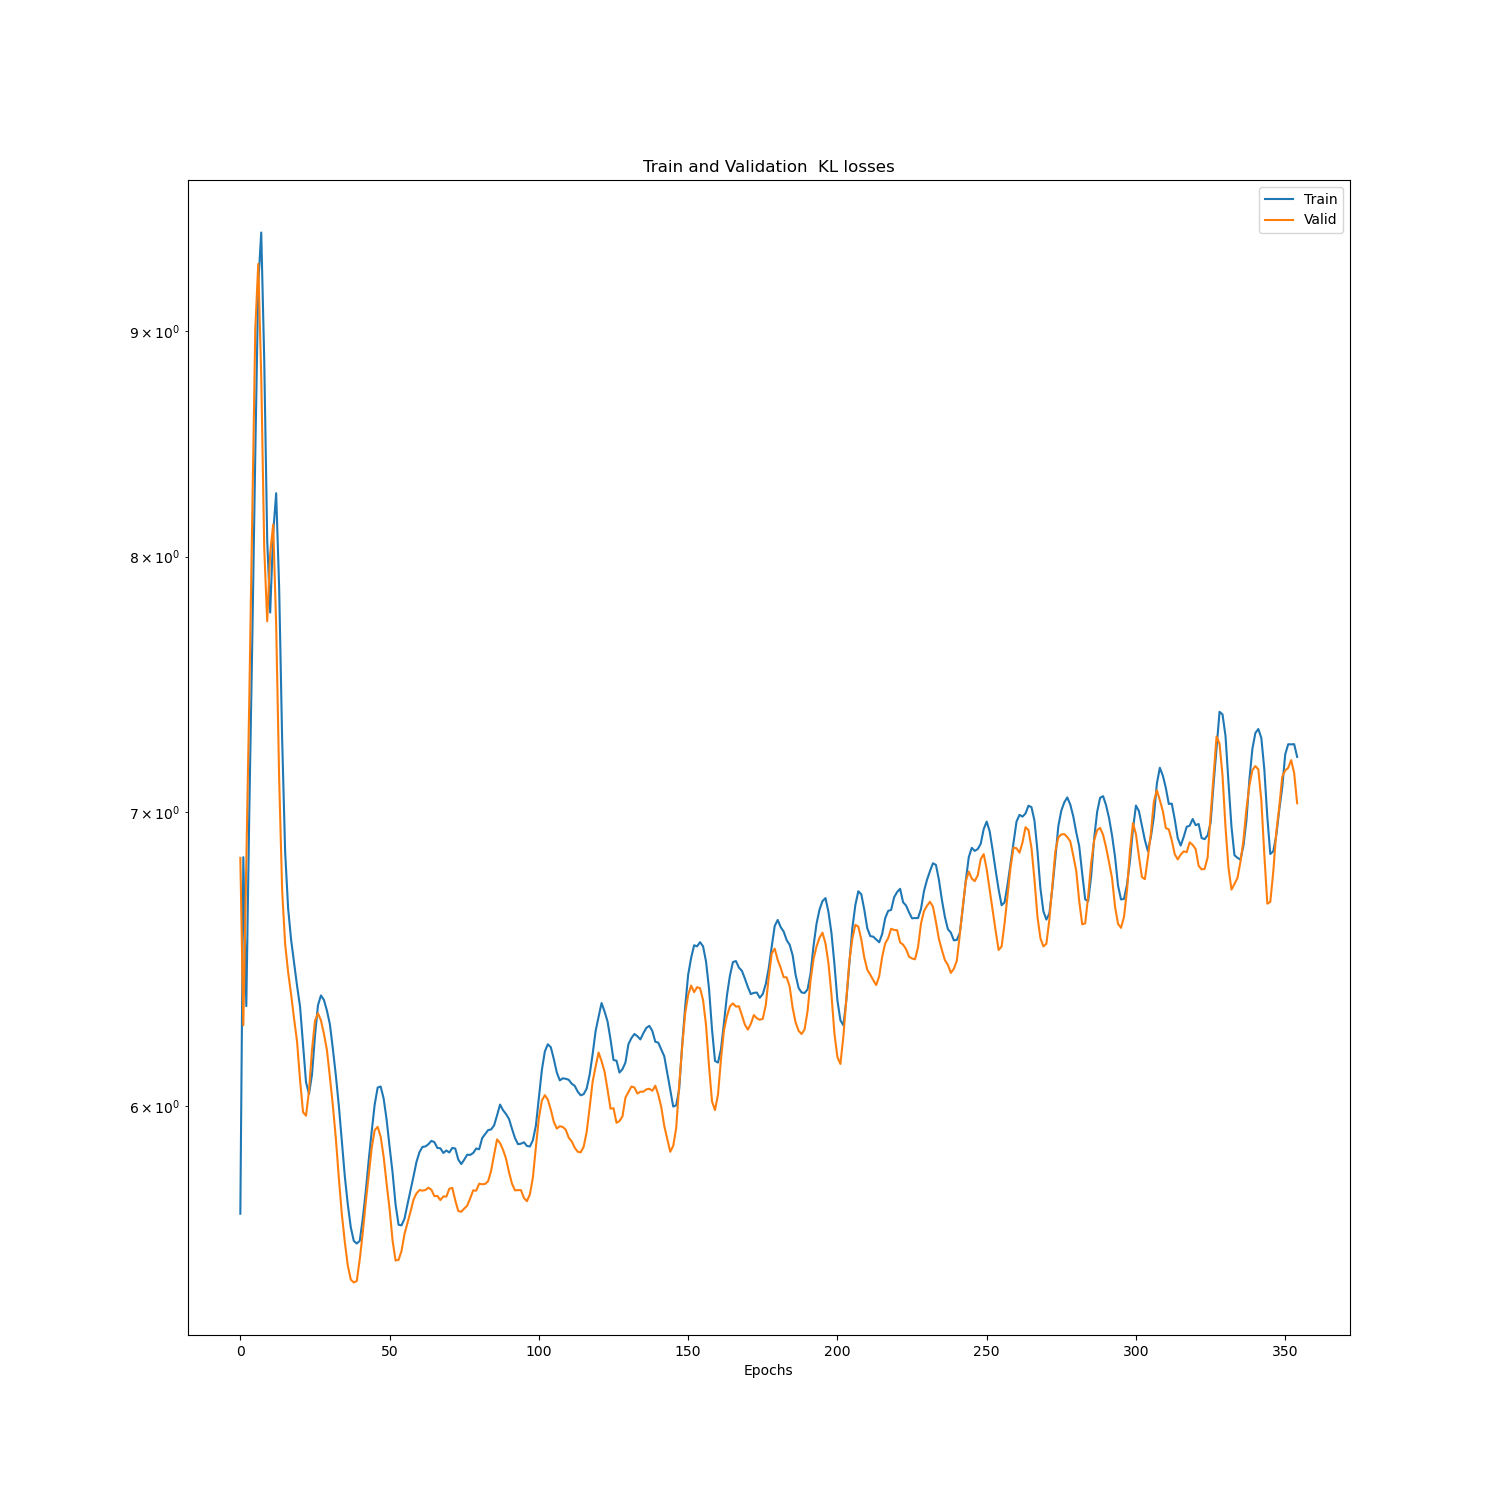 Train and Validation  KL losses
Train
Valid
9 × 10⁰
8 × 10⁰
7 × 10⁰
6 × 10⁰
0 50 100 150 200 250 300 350
Epochs